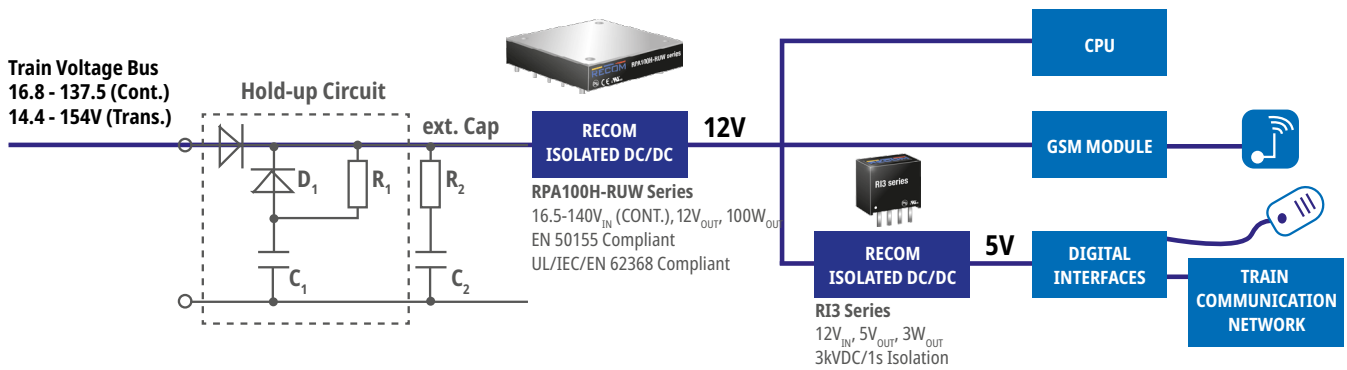 Train Voltage Bus
16.8 - 137.5 (Cont.)
14.4 - 154V (Trans.)
Hold-up Circuit
ext. Cap
D1
R1
R2
C1
C2
RECOM
RPA100H-RUW series
RECOM
ISOLATED DC/DC
12V
RPA100H-RUW Series
16.5-140VIN (CONT.), 12VOUT, 100WOU
EN 50155 Compliant
UL/IEC/EN 62368 Compliant
CPU
GSM MODULE
RI3 series
RECOM
ISOLATED DC/DC
5V
RI3 Series
12VIN, 5VOUT, 3WOUT
3kVDC/1s Isolation
DIGITAL
INTERFACES
TRAIN
COMMUNICATION
NETWORK